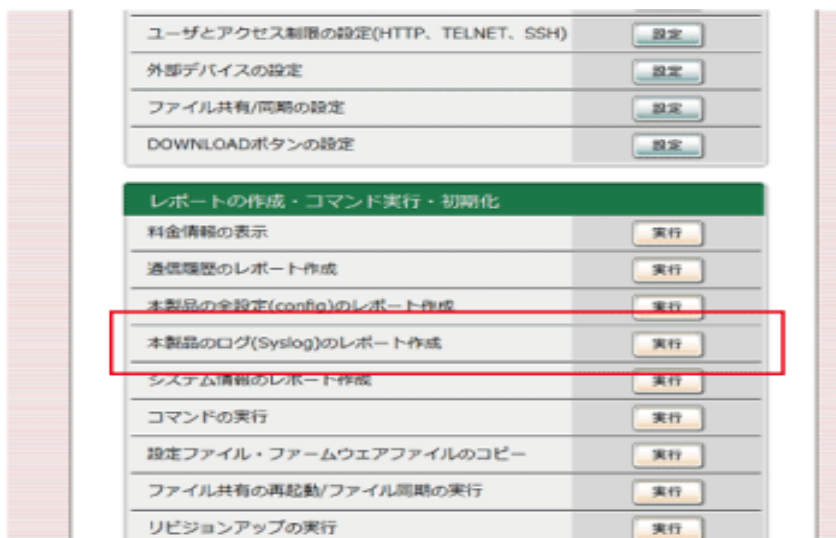 ユーザとアクセス制限の設定(HTTP、TELNET、SSH) 設定
外部デバイスの設定 設定
ファイル共有/同期の設定 設定
DOWNLOADボタンの設定 設定
レポートの作成・コマンド実行・初期化
料金情報の表示 実行
通信履歴のレポート作成 実行
本製品の全設定(config)のレポート作成 実行
本製品のログ(Syslog)のレポート作成 実行
システム情報のレポート作成 実行
コマンドの実行 実行
設定ファイル・ファームウェアファイルのコピー 実行
ファイル共有の再起動/ファイル同期の実行 実行
リビジョンアップの実行 実行